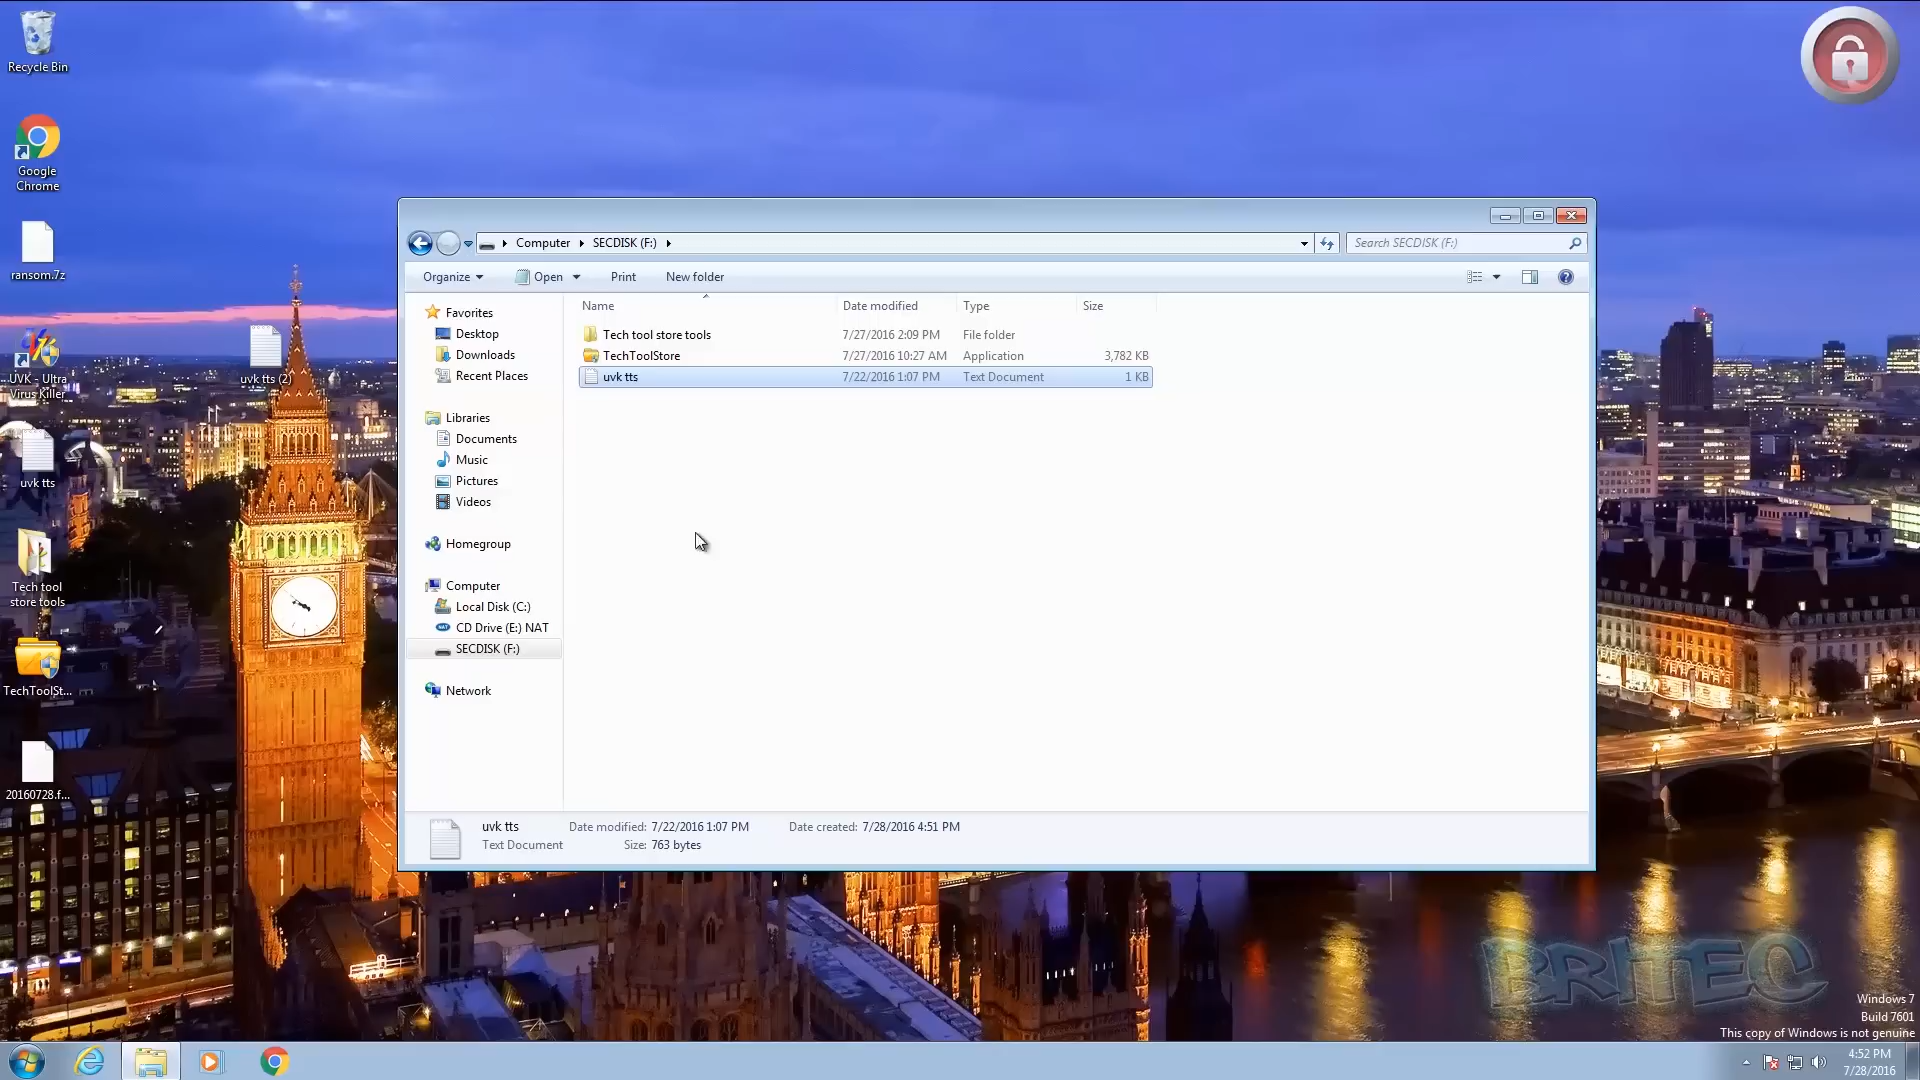 Recycle Bin
Google
Chrome
ransom.7z
UVK - Ultra
Virus Killer
uvk tts (2)
uvk tts
Tech tool
store tools
TechToolSt...
20160728.f...
Computer SECDISK (F:)
Search SECDISK (F:)
Organize Open Print New folder
Name Date modified Type Size
Tech tool store tools 7/27/2016 2:09 PM File folder
TechToolStore 7/27/2016 10:27 AM Application 3,782 KB
uvk tts 7/22/2016 1:07 PM Text Document 1 KB
Favorites
Desktop
Downloads
Recent Places
Libraries
Documents
Music
Pictures
Videos
Homegroup
Computer
Local Disk (C:)
CD Drive (E:) NAT
SECDISK (F:)
Network
uvk tts Date modified: 7/22/2016 1:07 PM Date created: 7/28/2016 4:51 PM
Text Document Size: 763 bytes
BRITEC
Windows 7
Build 7601
This copy of Windows is not genuine
4:52 PM
7/28/2016